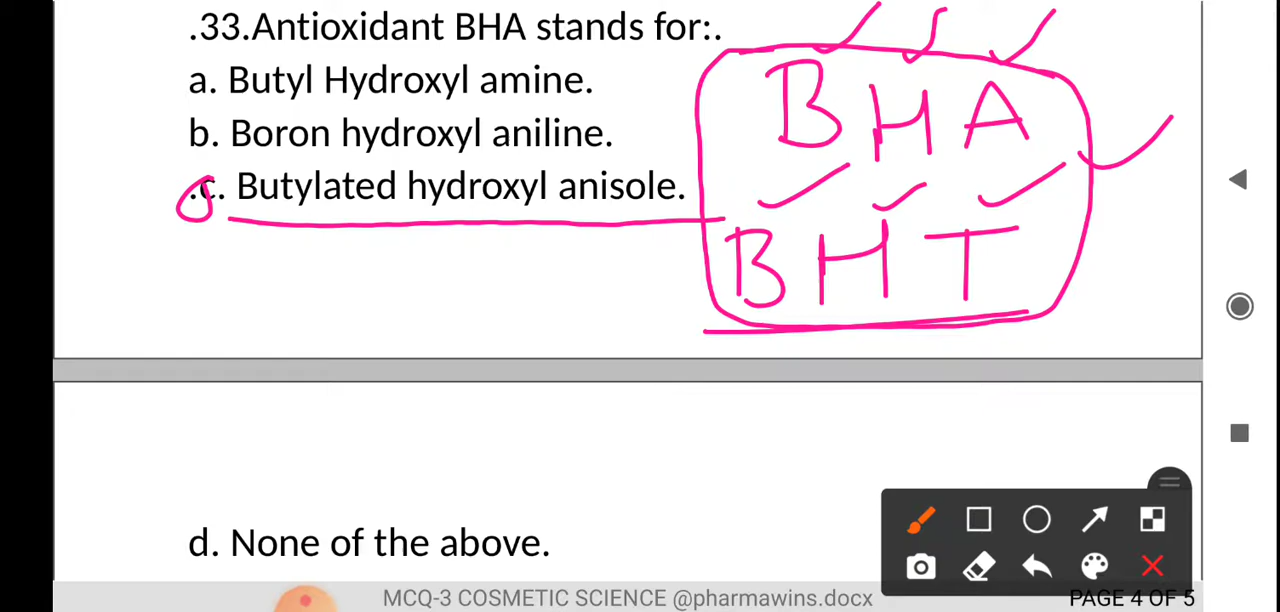 .33.Antioxidant BHA stands for:.
a. Butyl Hydroxyl amine.
b. Boron hydroxyl aniline.
.c. Butylated hydroxyl anisole.
BHA
BHT
d. None of the above.
MCQ-3 COSMETIC SCIENCE @pharmawins.docx
PAGE 4 OF 5